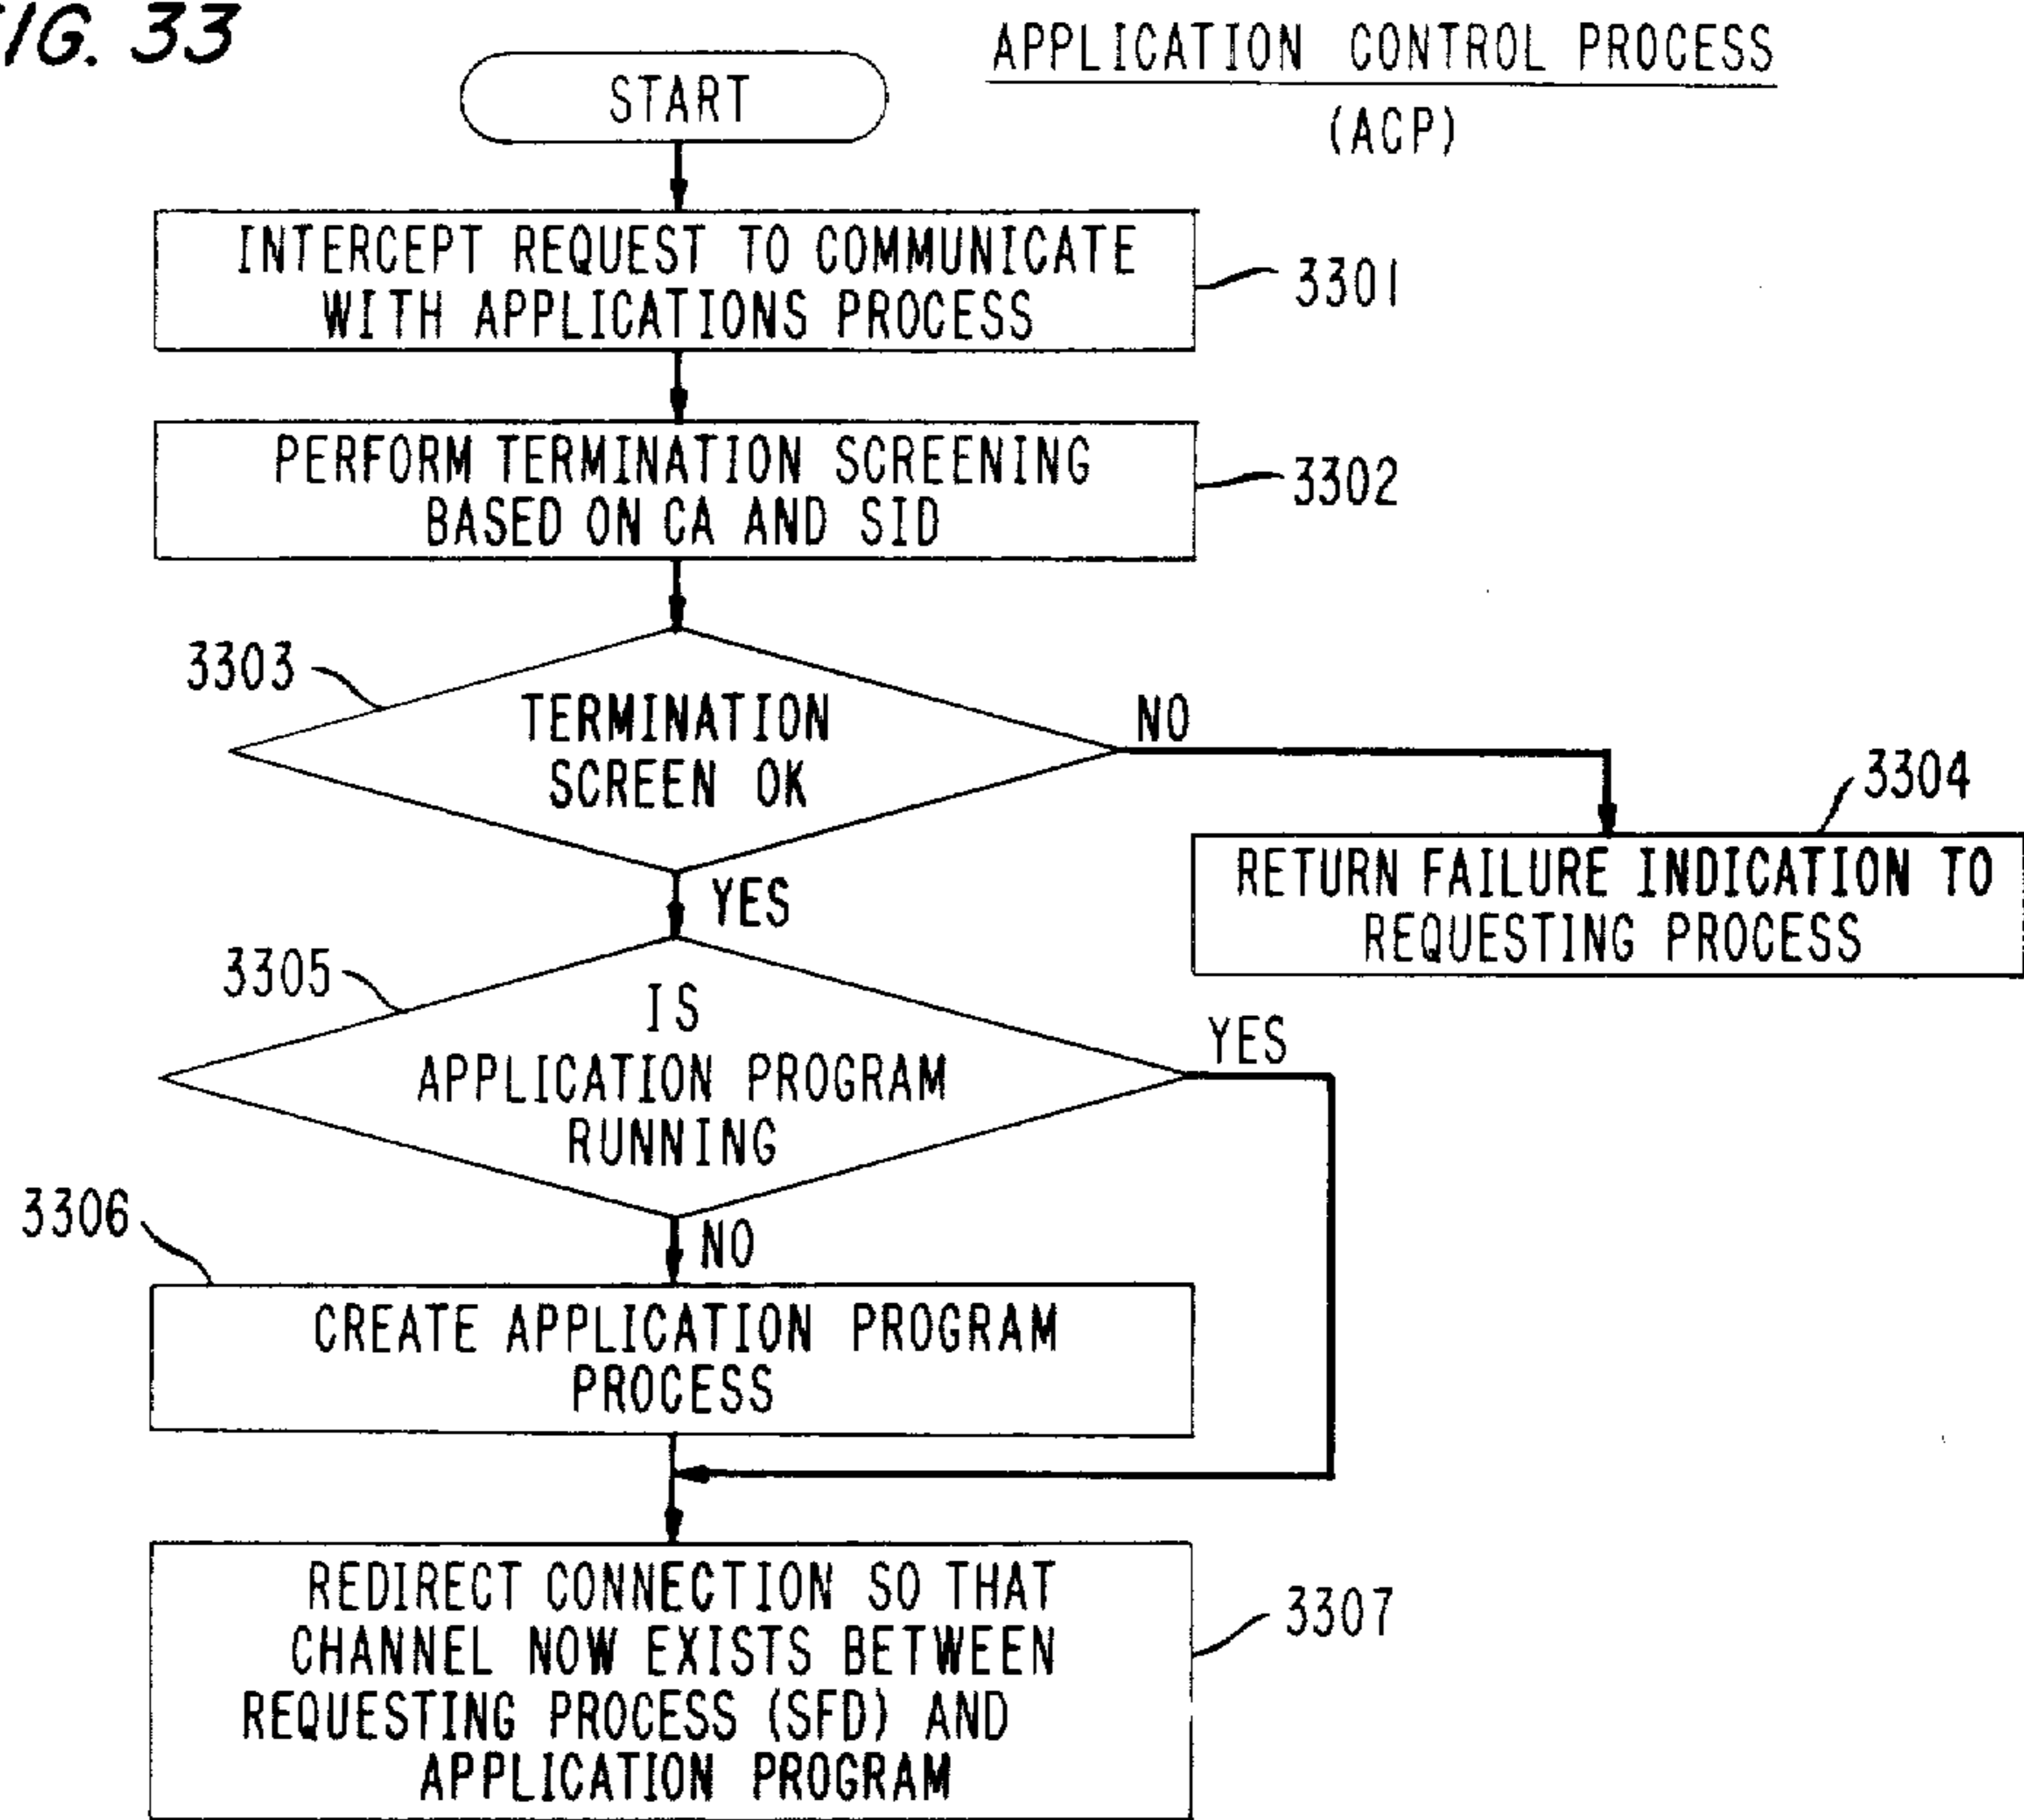 IG. 33
APPLICATION CONTROL PROCESS
(ACP)
START
INTERCEPT REQUEST TO COMMUNICATE
WITH APPLICATIONS PROCESS
3301
PERFORM TERMINATION SCREENING
BASED ON CA AND SID
3302
3303
TERMINATION
SCREEN OK
NO
YES
3304
RETURN FAILURE INDICATION TO
REQUESTING PROCESS
3305
IS
APPLICATION PROGRAM
RUNNING
YES
NO
3306
CREATE APPLICATION PROGRAM
PROCESS
REDIRECT CONNECTION SO THAT
CHANNEL NOW EXISTS BETWEEN
REQUESTING PROCESS (SFD) AND
APPLICATION PROGRAM
3307